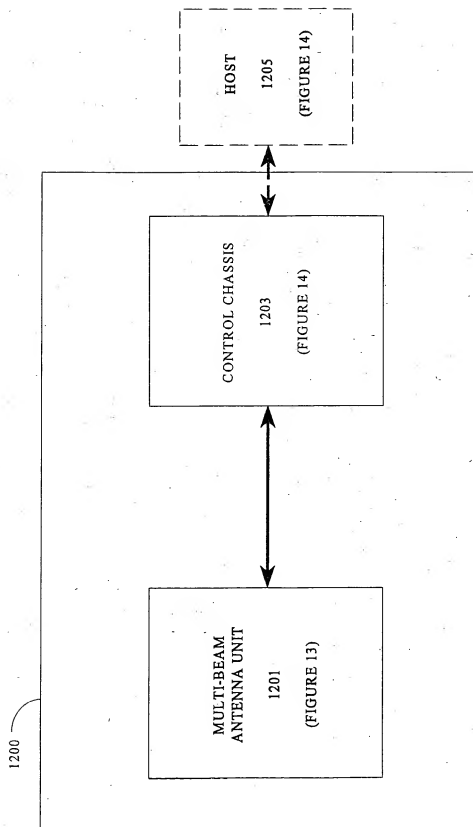 1200
MULTI-BEAM
ANTENNA UNIT
1201
(FIGURE 13)
CONTROL CHASSIS
1203
(FIGURE 14)
HOST
1205
(FIGURE 14)